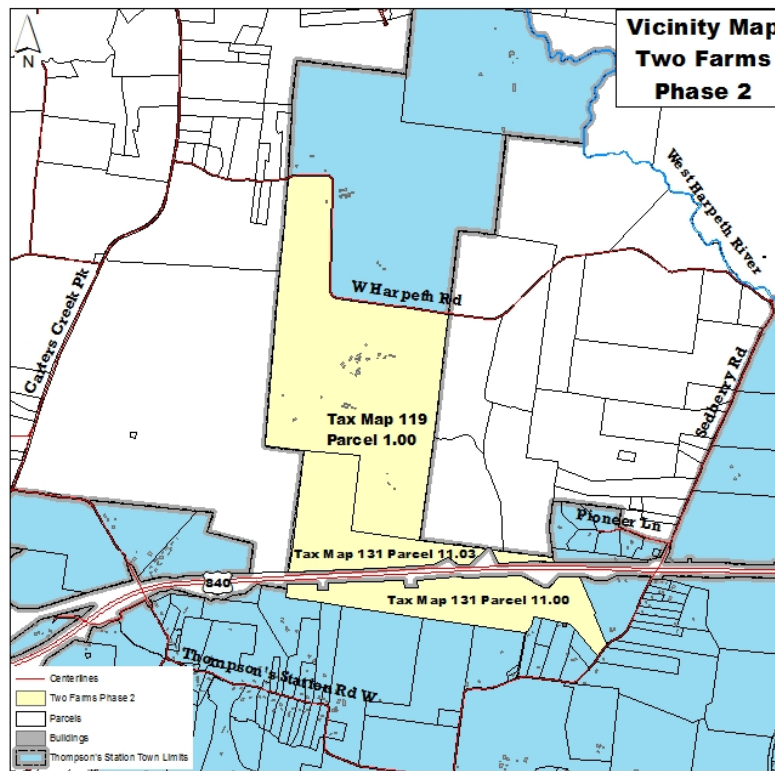 Vicinity Map
Two Farms
Phase 2
N
West Harpeth River
W Harpeth Rd
Carters Creek Pk
Sedberry Rd
Tax Map 119
Parcel 1.00
Pioneer Ln
Tax Map 131 Parcel 11.03
840
Tax Map 131 Parcel 11.00
Thompson's Station Rd W
Centerlines
Two Farms Phase 2
Parcels
Buildings
Thompson's Station Town Limits